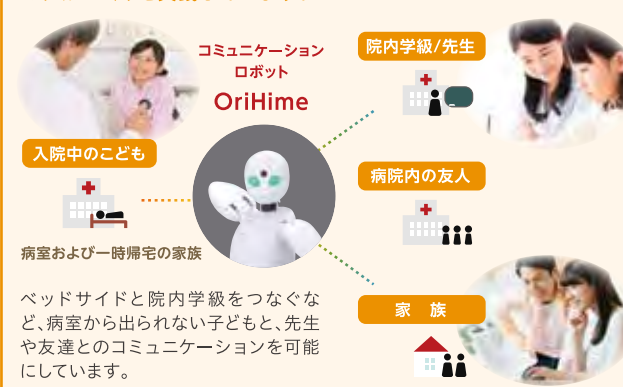 コミュニケーション
ロボット
OriHime
院内学級/先生
入院中のこども
病院内の友人
病室および一時帰宅の家族
家　族
ベッドサイドと院内学級をつなぐな
ど、病室から出られない子どもと、先生
や友達とのコミュニケーションを可能
にしています。